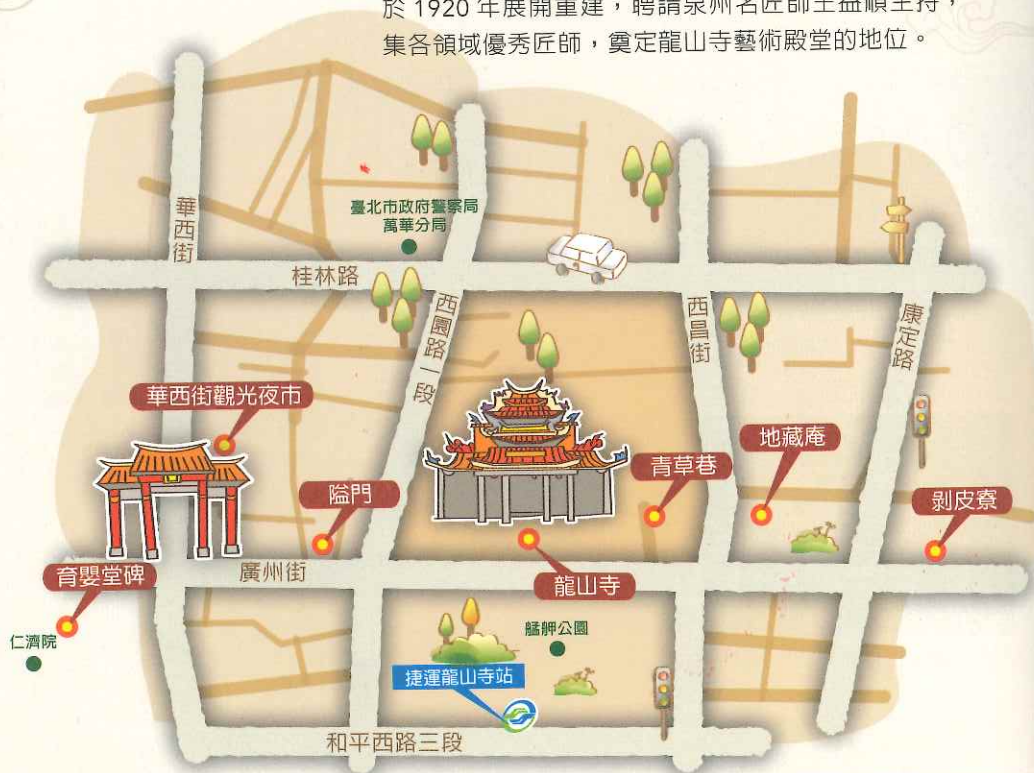 於 1920 年展開重建，聘請泉州名匠師王益順主持，
集各領域優秀匠師，奠定龍山寺藝術殿堂的地位。
臺北市政府警察局
萬華分局
華西街
桂林路
西園路一段
西昌街
康定路
華西街觀光夜市
隘門
青草巷
地藏庵
剝皮寮
育嬰堂碑
廣州街
龍山寺
仁濟院
艋舺公園
捷運龍山寺站
和平西路三段